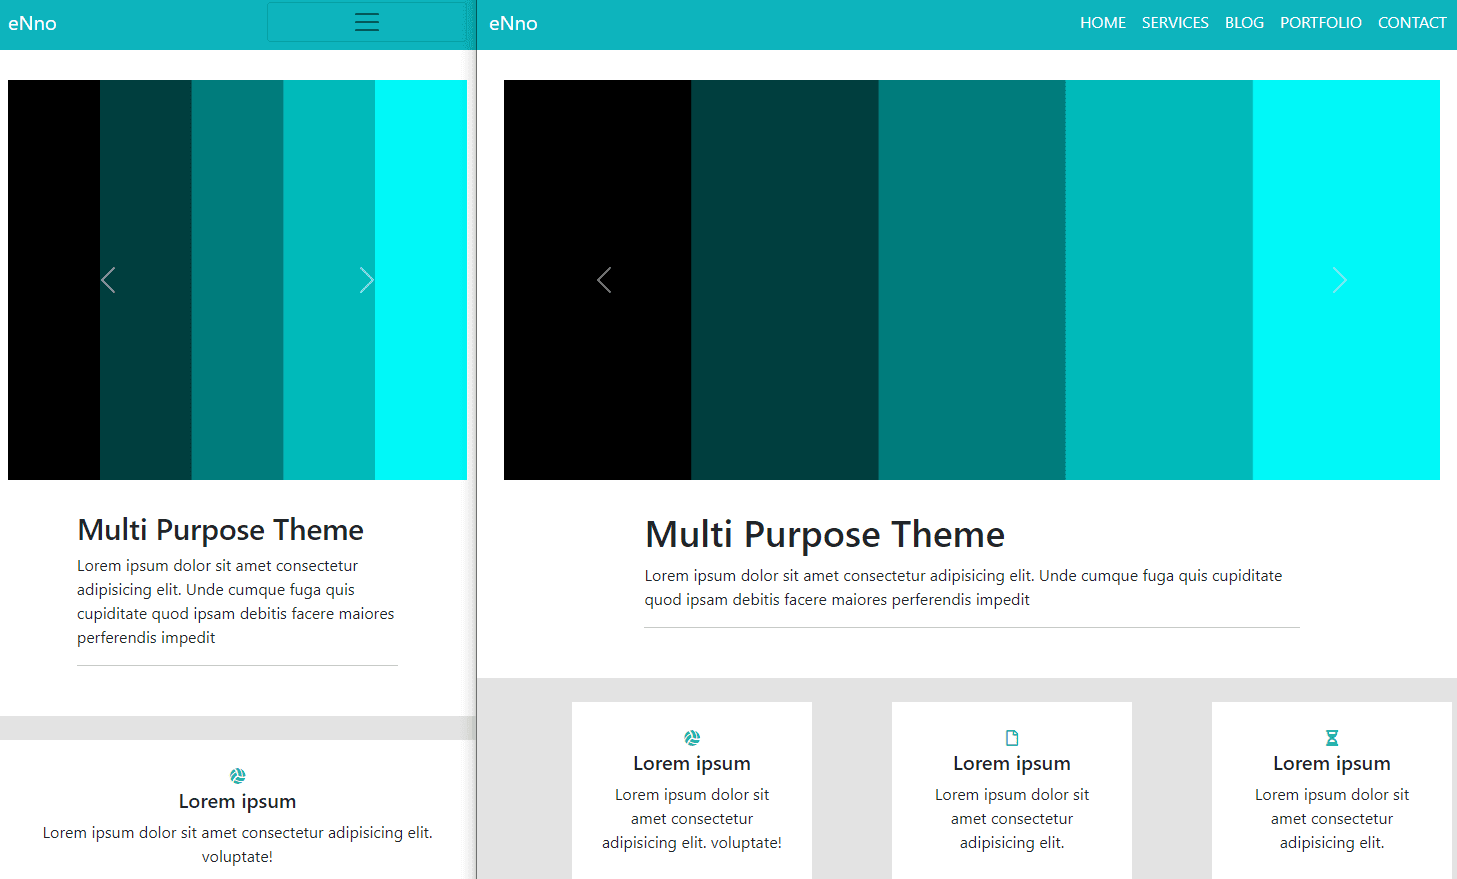 eNno
Multi Purpose Theme
Lorem ipsum dolor sit amet consectetur
adipisicing elit. Unde cumque fuga quis
cupiditate quod ipsam debitis facere maiores
perferendis impedit
Lorem ipsum
Lorem ipsum dolor sit amet consectetur adipisicing elit.
voluptate!
eNno
HOME SERVICES BLOG PORTFOLIO CONTACT
Multi Purpose Theme
Lorem ipsum dolor sit amet consectetur adipisicing elit. Unde cumque fuga quis cupiditate
quod ipsam debitis facere maiores perferendis impedit
Lorem ipsum
Lorem ipsum dolor sit
amet consectetur
adipisicing elit. voluptate!
Lorem ipsum
Lorem ipsum dolor sit
amet consectetur
adipisicing elit.
Lorem ipsum
Lorem ipsum dolor sit
amet consectetur
adipisicing elit.